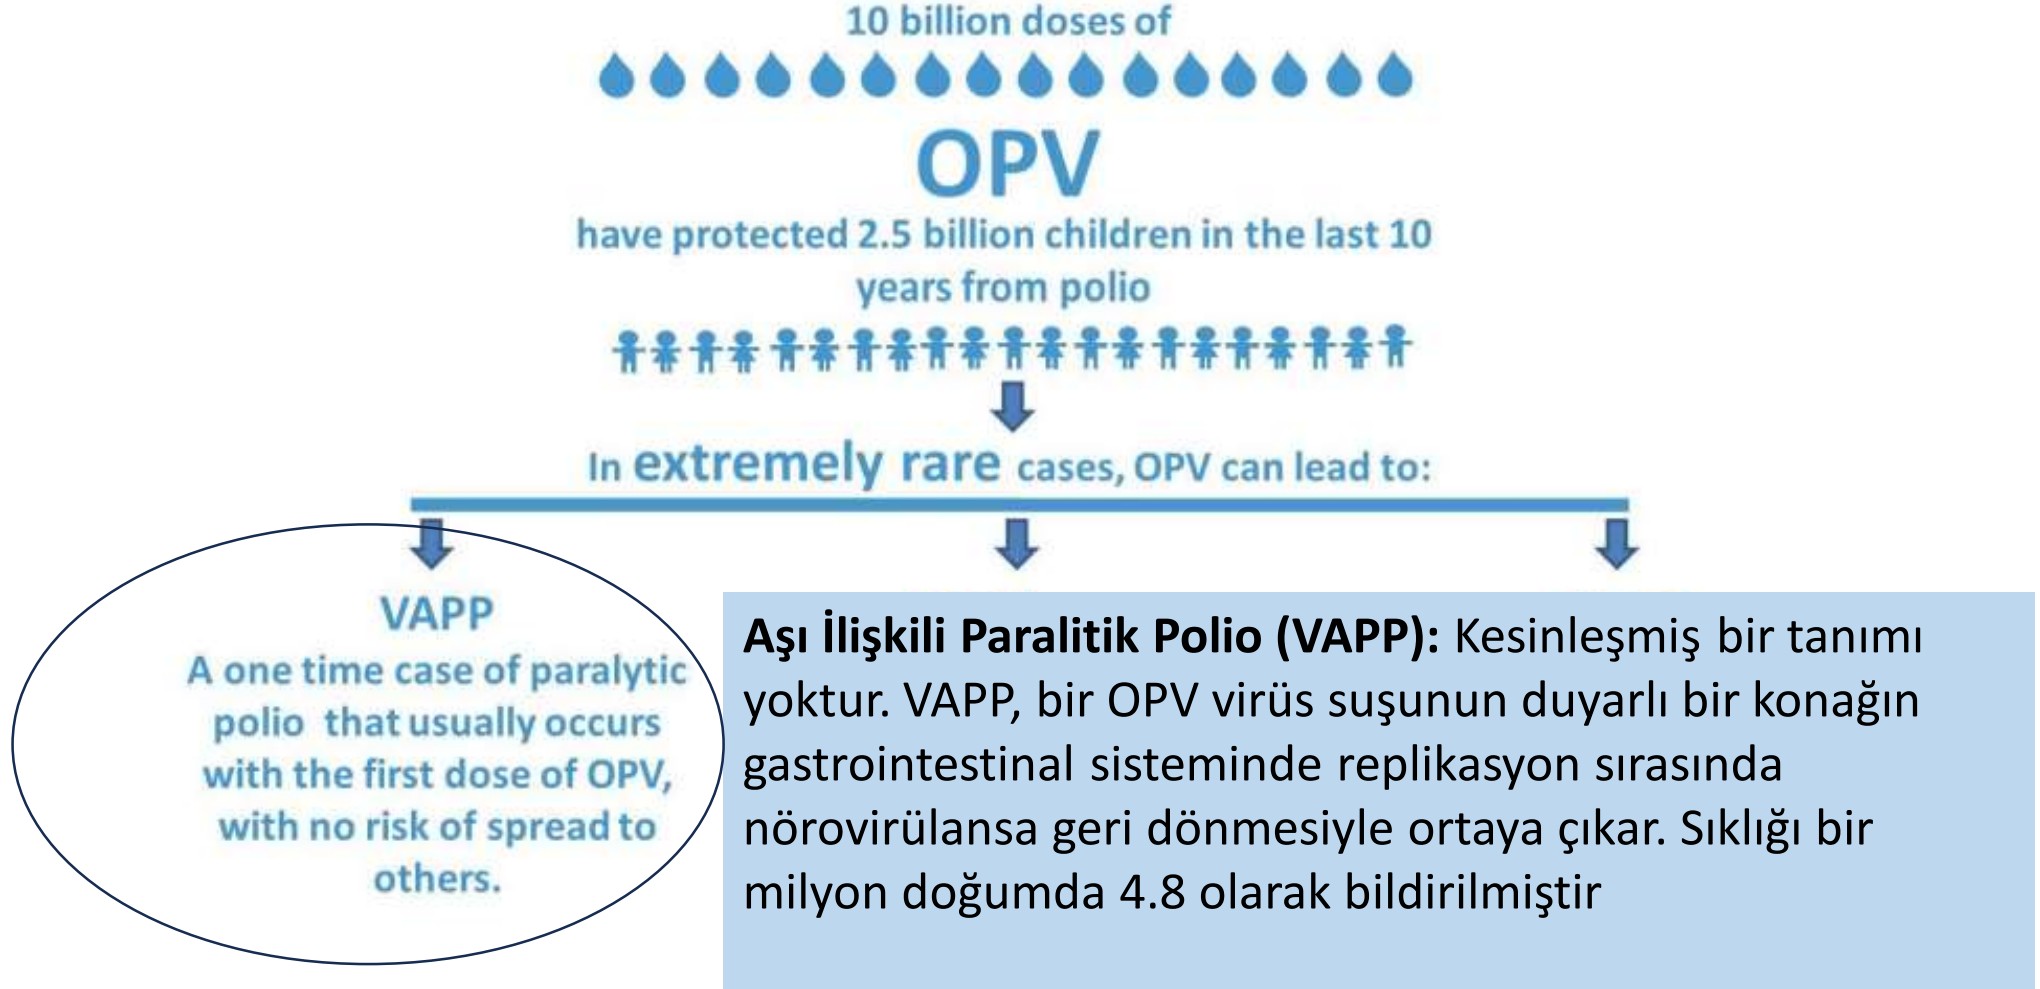 10 billion doses of
OPV
have protected 2.5 billion children in the last 10
years from polio
In extremely rare cases, OPV can lead to:
VAPP
A one time case of paralytic
polio that usually occurs
with the first dose of OPV,
with no risk of spread to
others.
Aşı İlişkili Paralitik Polio (VAPP): Kesinleşmiş bir tanımı
yoktur. VAPP, bir OPV virüs suşunun duyarlı bir konağın
gastrointestinal sisteminde replikasyon sırasında
nörovirülansa geri dönmesiyle ortaya çıkar. Sıklığı bir
milyon doğumda 4.8 olarak bildirilmiştir